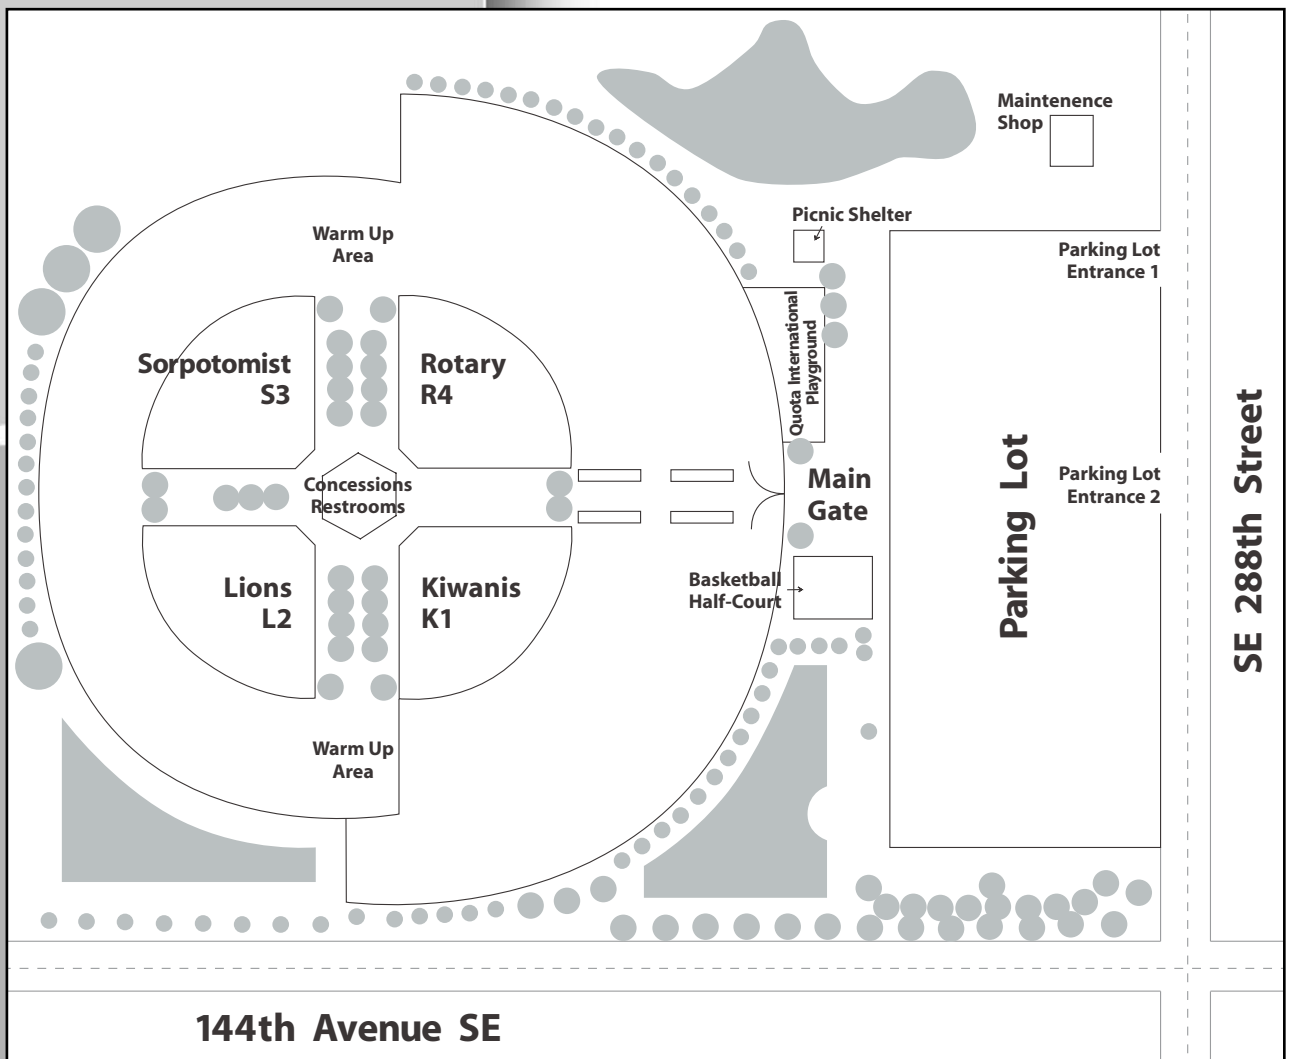 Maintenence
Shop
Picnic Shelter
Warm Up
Area
Parking Lot
Entrance 1
Quota International
Playground
Sorpotomist
S3
Rotary
R4
Concessions
Restrooms
Main
Gate
Parking Lot
Parking Lot
Entrance 2
SE 288th Street
Lions
L2
Kiwanis
K1
Basketball
Half-Court
Warm Up
Area
144th Avenue SE